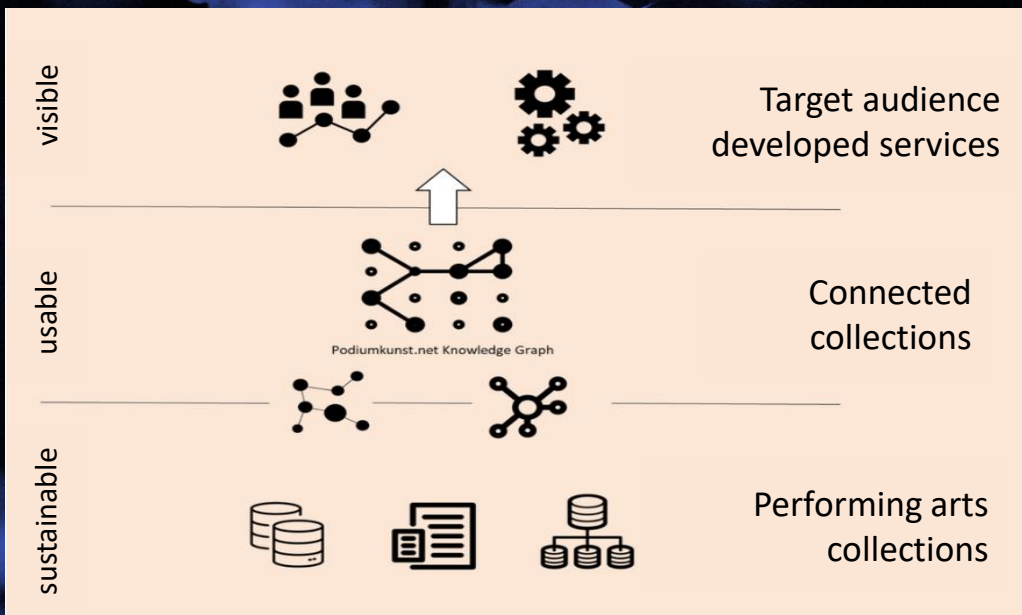 visible
Target audience
developed services
usable
Podiumkunst.net Knowledge Graph
Connected
collections
sustainable
Performing arts
collections